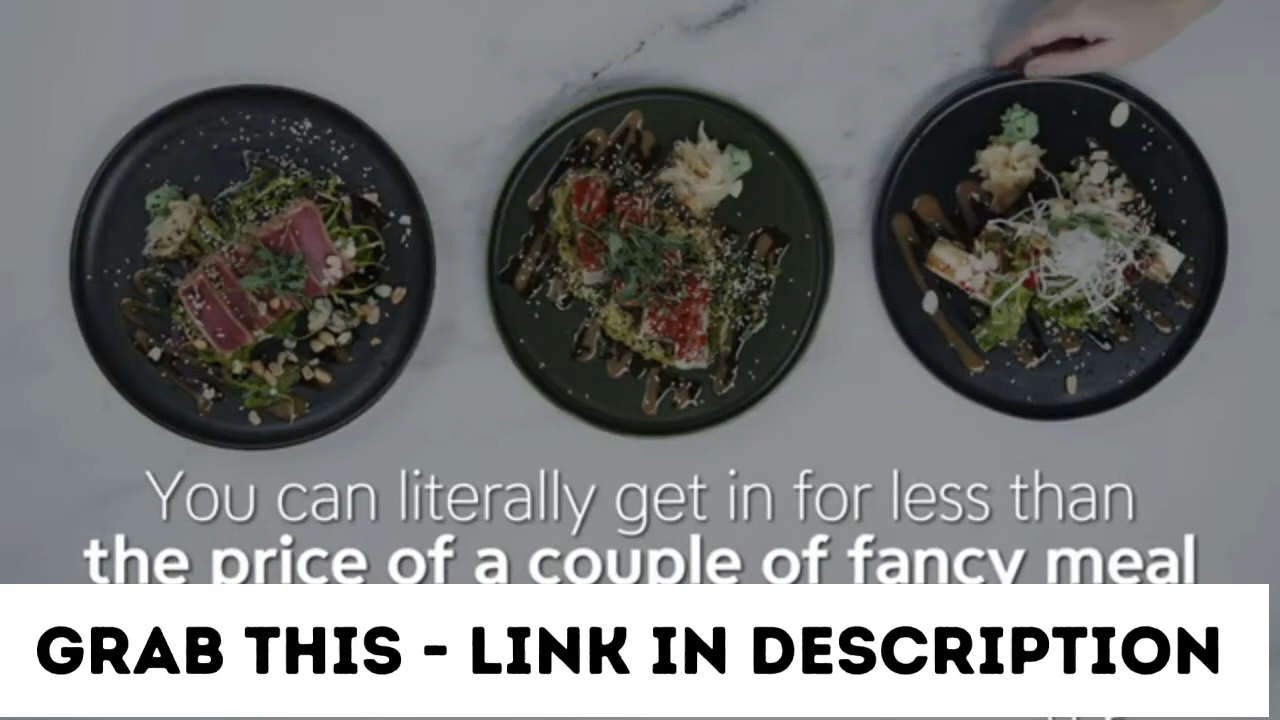 You can literally get in for less than
the price of a couple of fancy meal
GRAB THIS - LINK IN DESCRIPTION